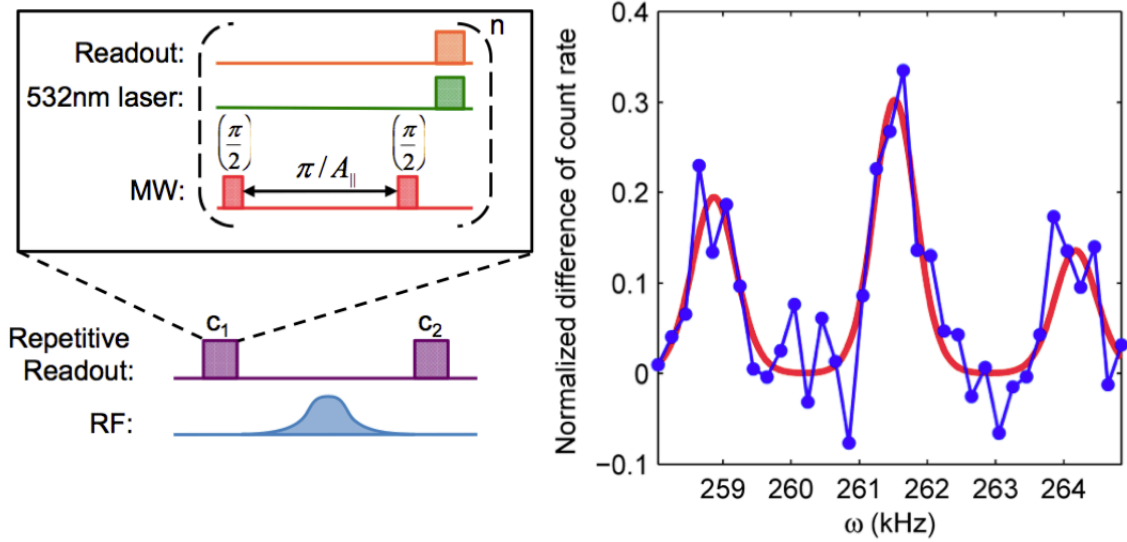 Readout:
n
532nm laser:
(π/2)
(π/2)
π/A∥
MW:
c₁
c₂
Repetitive
Readout:
RF:
Normalized difference of count rate
0.4
0.3
0.2
0.1
0
−0.1
259 260 261 262 263 264
ω (kHz)